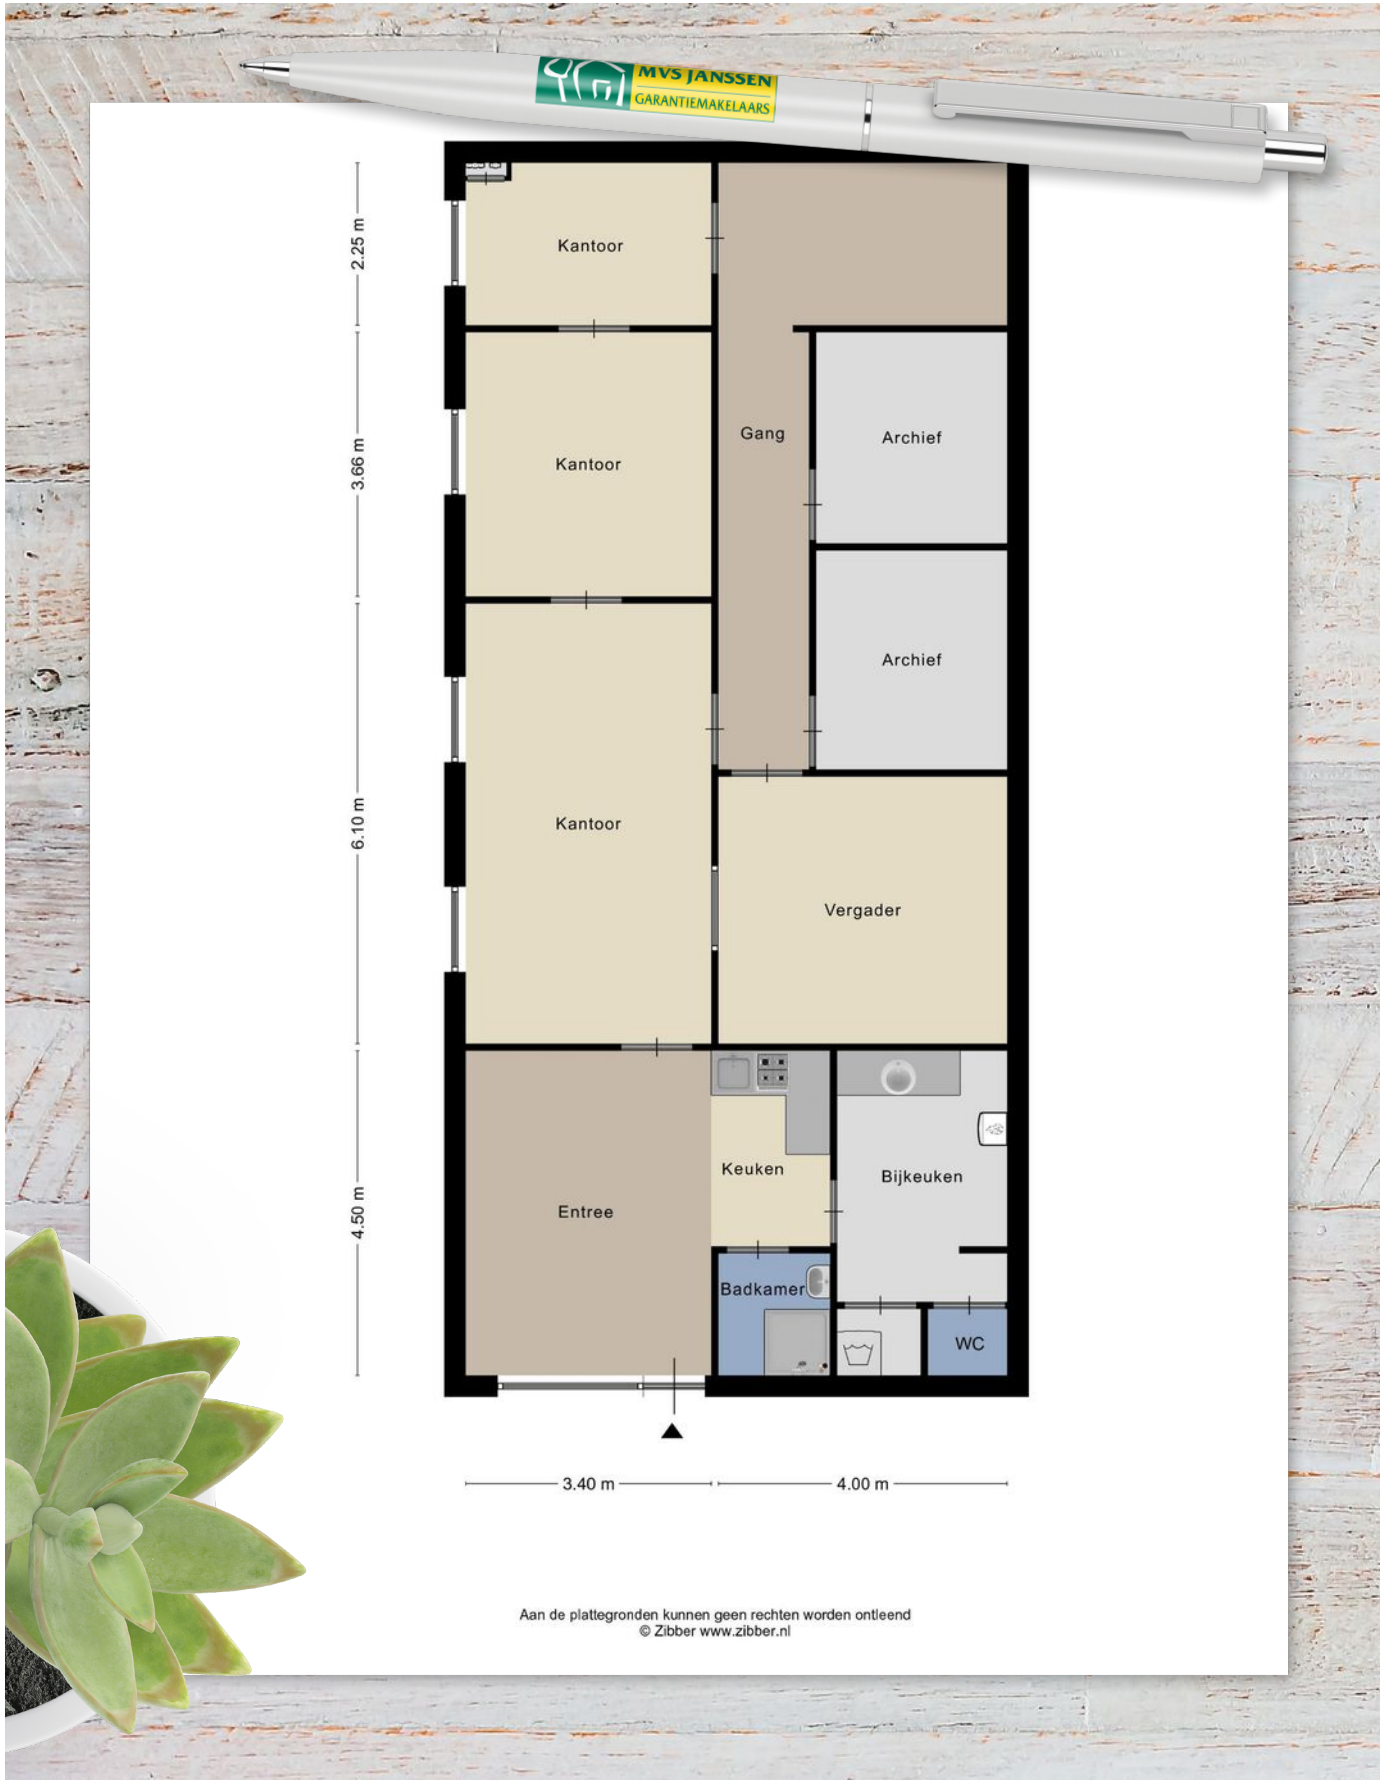 MVS JANSSEN
GARANTIEMAKELAARS
2.25 m
Kantoor
3.66 m
Kantoor
Gang
Archief
Archief
6.10 m
Kantoor
Vergader
4.50 m
Entree
Keuken
Bijkeuken
Badkamer
WC
3.40 m
4.00 m
Aan de plattegronden kunnen geen rechten worden ontleend
© Zibber www.zibber.nl